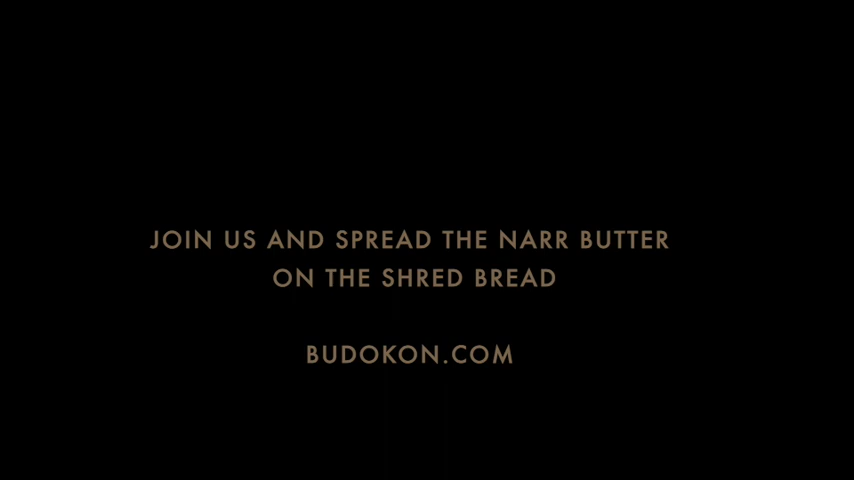 JOIN US AND SPREAD THE NARR BUTTER
ON THE SHRED BREAD
BUDOKON.COM